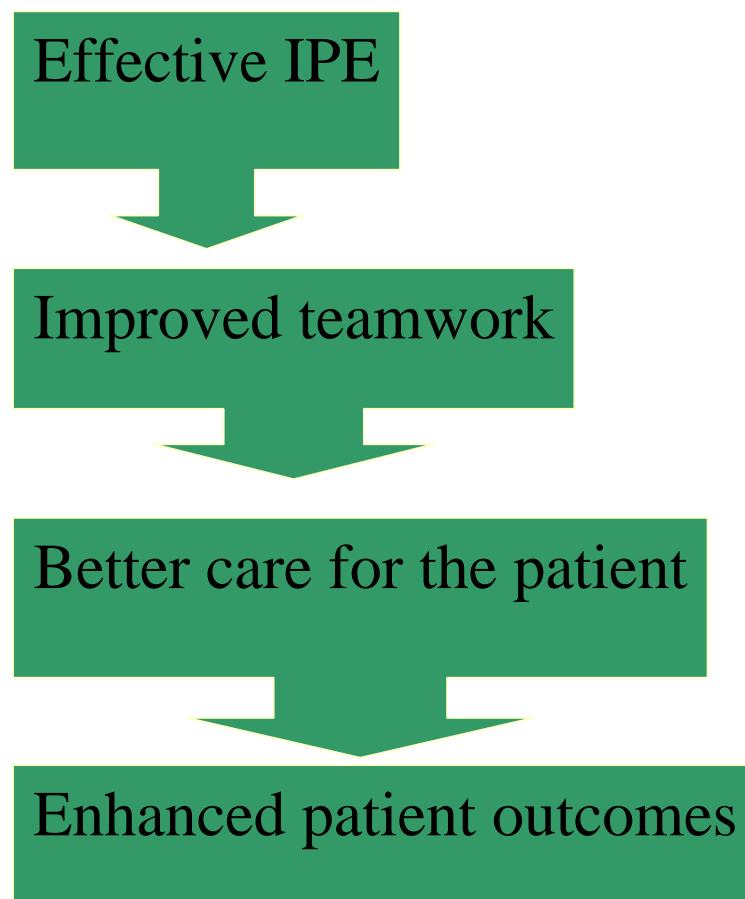 Effective IPE
Improved teamwork
Better care for the patient
Enhanced patient outcomes